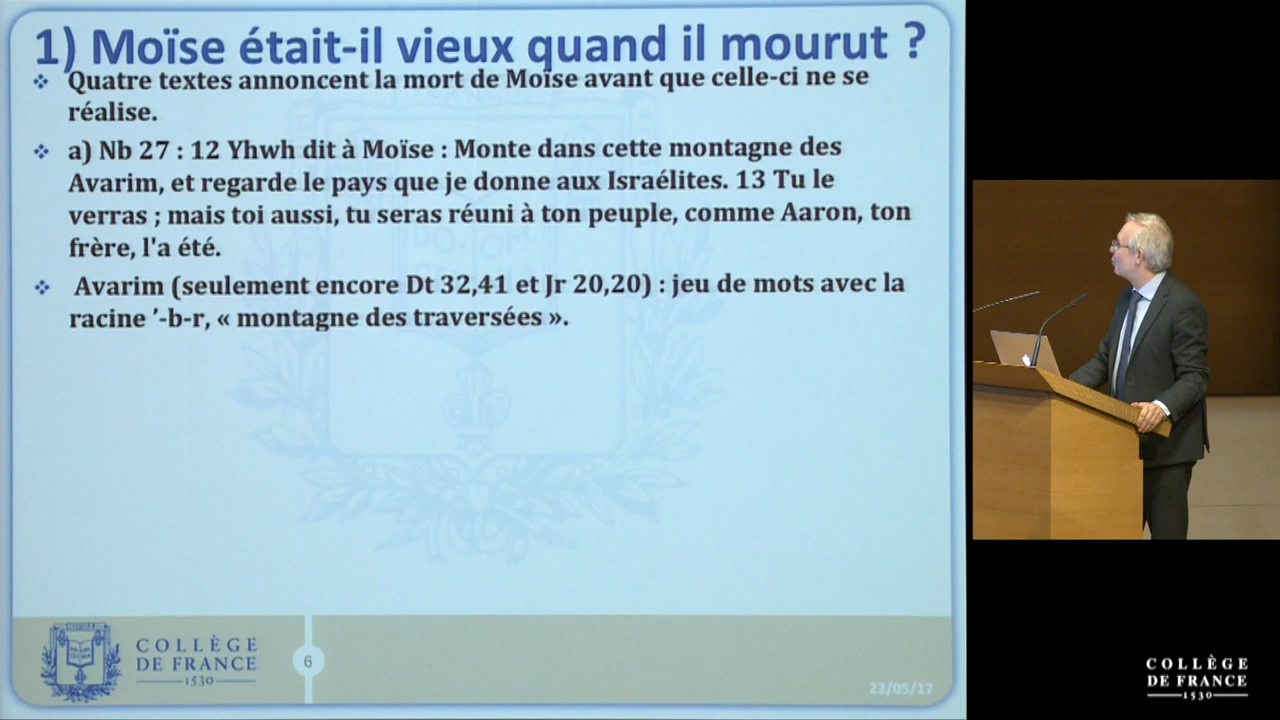 1) Moïse était-il vieux quand il mourut ?
❖ Quatre textes annoncent la mort de Moïse avant que celle-ci ne se
réalise.
❖ a) Nb 27 : 12 Yhwh dit à Moïse : Monte dans cette montagne des
Avarim, et regarde le pays que je donne aux Israélites. 13 Tu le
verras ; mais toi aussi, tu seras réuni à ton peuple, comme Aaron, ton
frère, l'a été.
❖ Avarim (seulement encore Dt 32,41 et Jr 20,20) : jeu de mots avec la
racine ’-b-r, « montagne des traversées ».
COLLÈGE
DE FRANCE
1530
6
22/05/17
COLLÈGE
DE FRANCE
1530